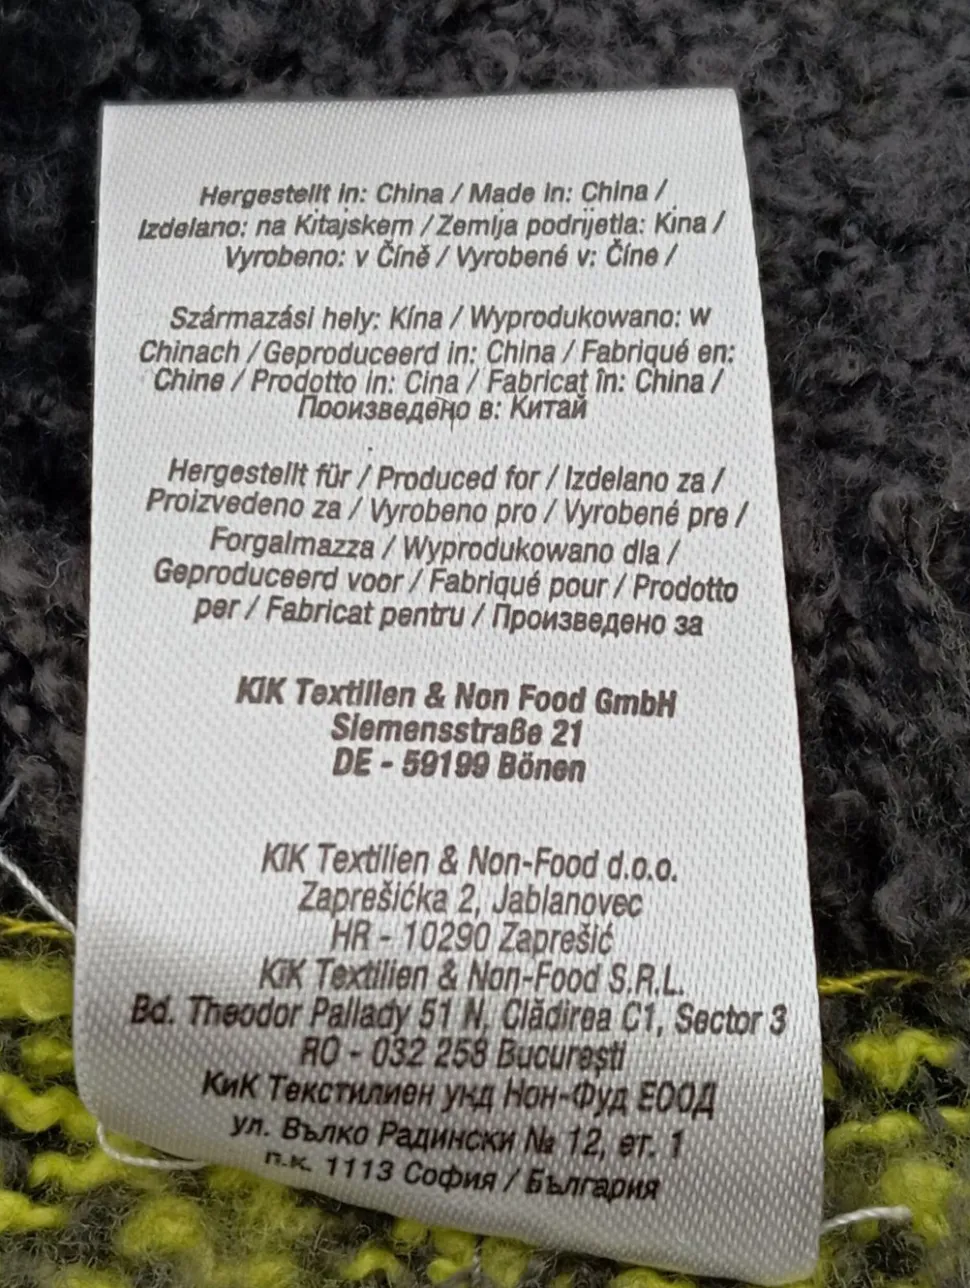 Hergestellt in: China / Made in: China /
Izdelano: na Kitajskem / Zemlja podrijetla: Kina /
Vyrobeno: v Číně / Vyrobené v: Číne /
Származási hely: Kína / Wyprodukowano: w
Chinach / Geproduceerd in: China / Fabriqué en:
Chine / Prodotto in: Cina / Fabricat în: China /
Произведено в: Китай
Hergestellt für / Produced for / Izdelano za /
Proizvedeno za / Vyrobeno pro / Vyrobené pre /
Forgalmazza / Wyprodukowano dla /
Geproduceerd voor / Fabriqué pour / Prodotto
per / Fabricat pentru / Произведено за
KiK Textilien & Non Food GmbH
Siemensstraße 21
DE - 59199 Bönen
KiK Textilien & Non-Food d.o.o.
Zaprešićka 2, Jablanovec
HR - 10290 Zaprešić
KiK Textilien & Non-Food S.R.L.
Bd. Theodor Pallady 51 N, Clădirea C1, Sector 3
RO - 032 258 București
КиК Текстилиен унд Нон-Фуд ЕООД
ул. Вълко Радински № 12, ет. 1
п.к. 1113 София / България